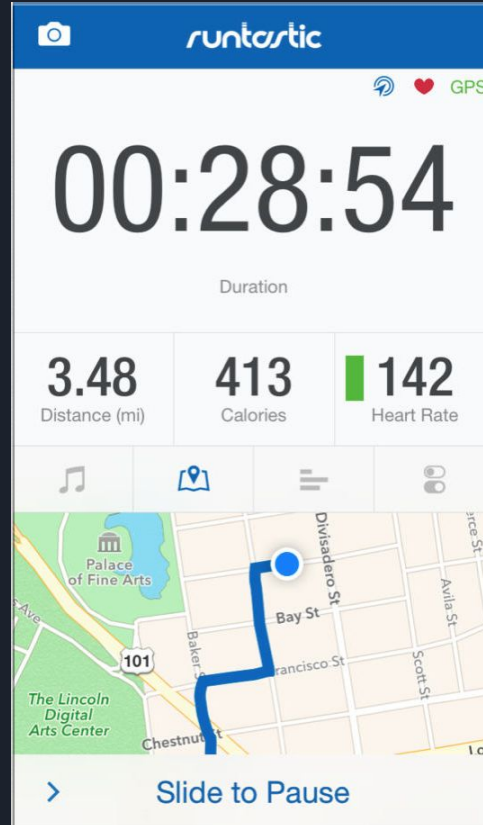 runtastic
GPS
00:28:54
Duration
3.48
Distance (mi)
413
Calories
142
Heart Rate
Palace
of Fine Arts
Divisadero St
Bay St
Baker
Avila St
Scott St
101
The Lincoln
Digital
Arts Center
Chestnut
Slide to Pause